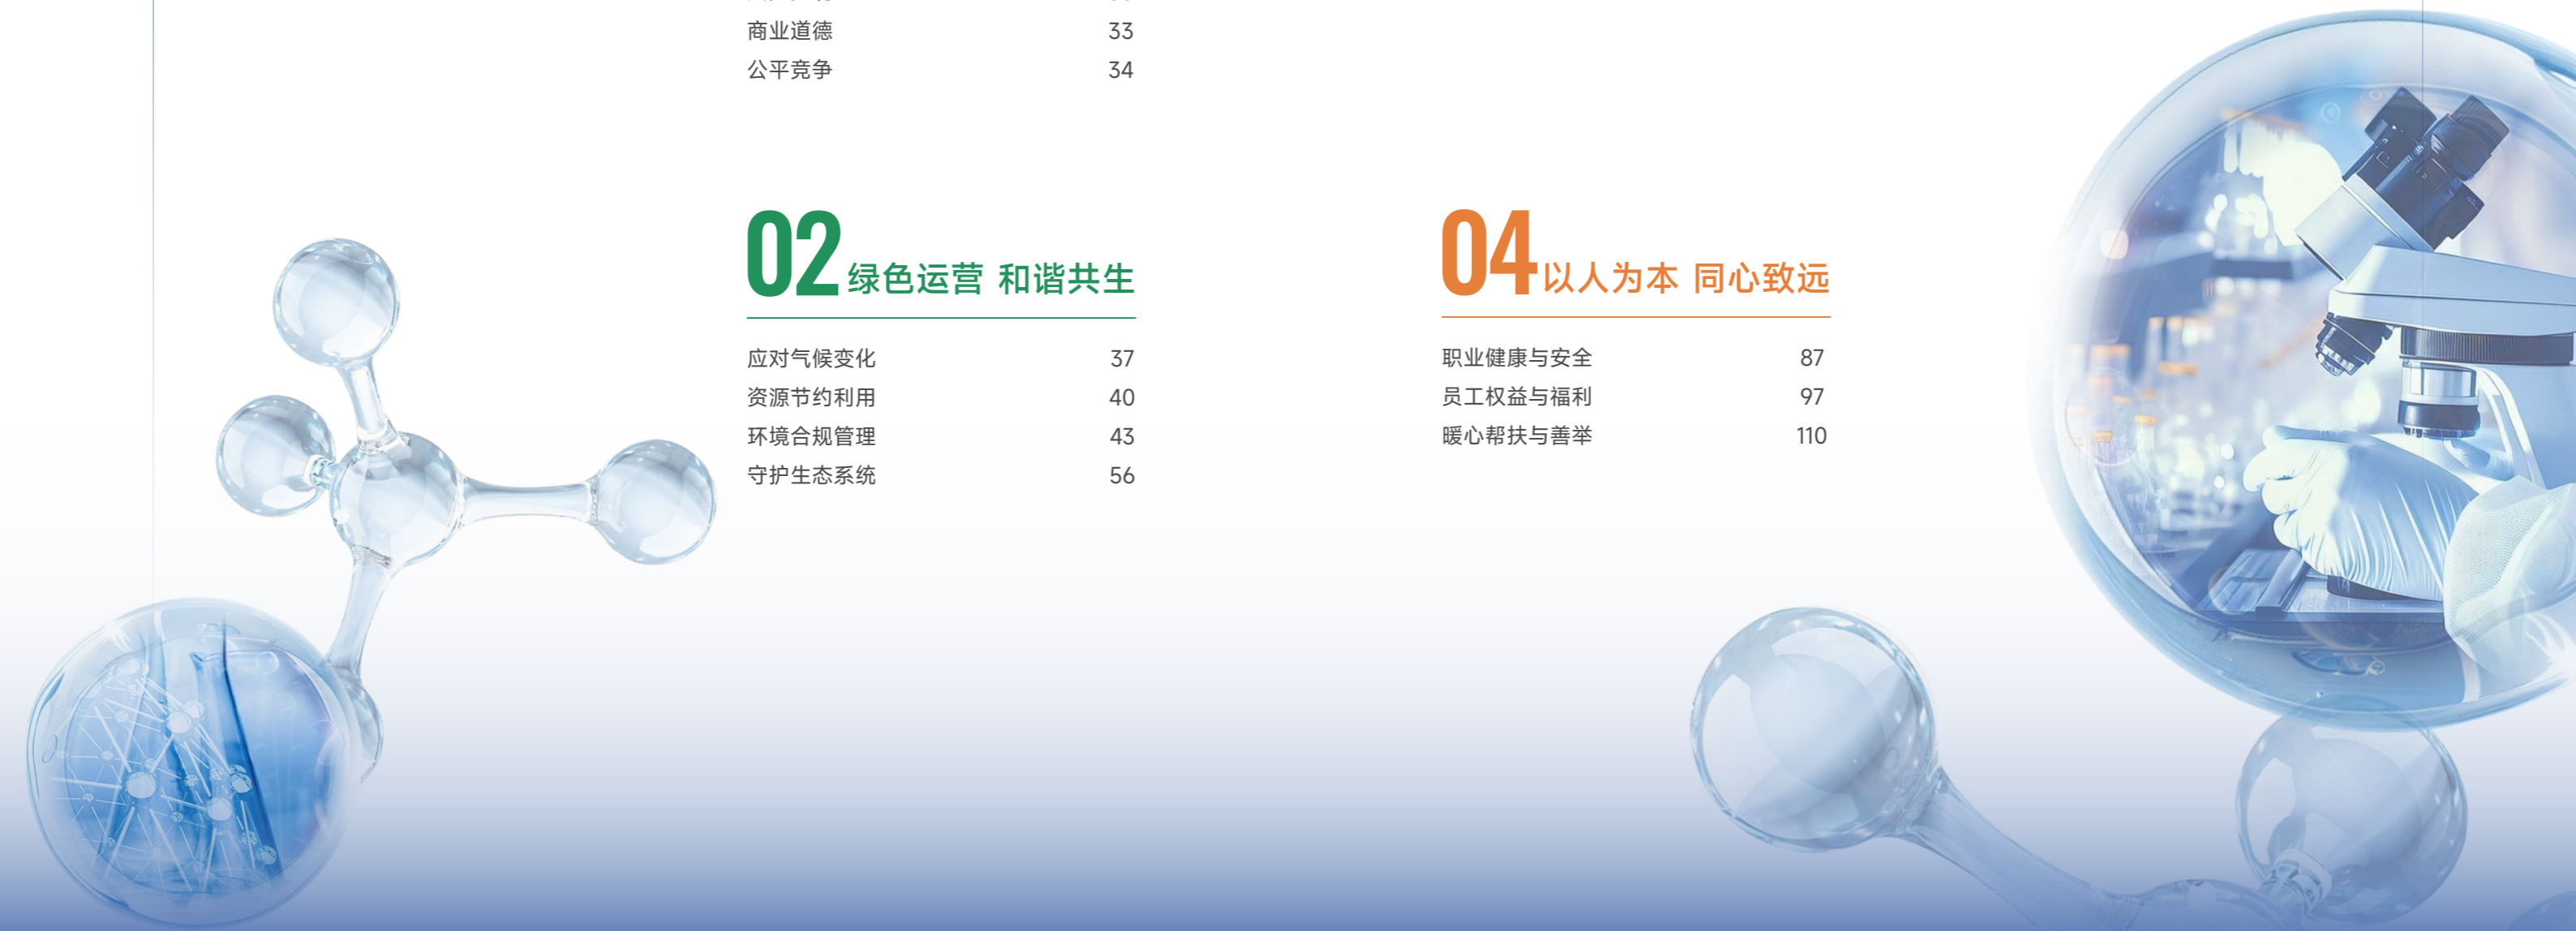 商业道德 33
公平竞争 34
02 绿色运营 和谐共生
应对气候变化 37
资源节约利用 40
环境合规管理 43
守护生态系统 56
04 以人为本 同心致远
职业健康与安全 87
员工权益与福利 97
暖心帮扶与善举 110